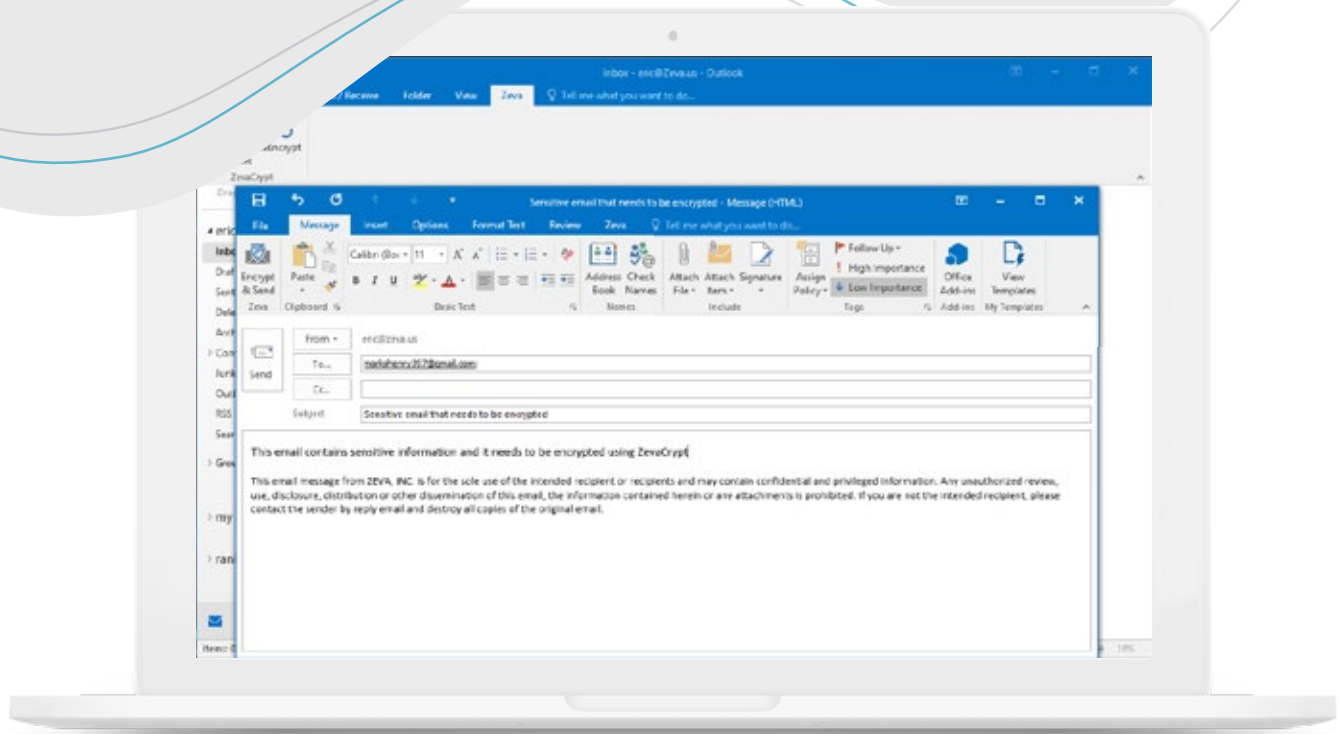 Inbox - eric@Zeva.us - Outlook
Receive Folder View Zeva Tell me what you want to do...
ZevaCrypt
Sensitive email that needs to be encrypted - Message (HTML)
File Message Insert Options Format Text Review Zeva Tell me what you want to do...
Encrypt & Send
Paste
Calibri (Bo 11
B I U
Address Book
Check Names
Attach File
Attach Item
Signature
Assign Policy
Follow Up
High Importance
Low Importance
Office Add-ins
View Templates
Zeva Clipboard Basic Text Names Include Tags Add-ins My Templates
From
eric@zeva.us
Send
To...
Cc...
Subject
Sensitive email that needs to be encrypted
This email contains sensitive information and it needs to be encrypted using ZevaCrypt
This email message from ZEVA, INC. is for the sole use of the intended recipient or recipients and may contain confidential and privileged information. Any unauthorized review,
use, disclosure, distribution or other dissemination of this email, the information contained herein or any attachments is prohibited. If you are not the intended recipient, please
contact the sender by reply email and destroy all copies of the original email.